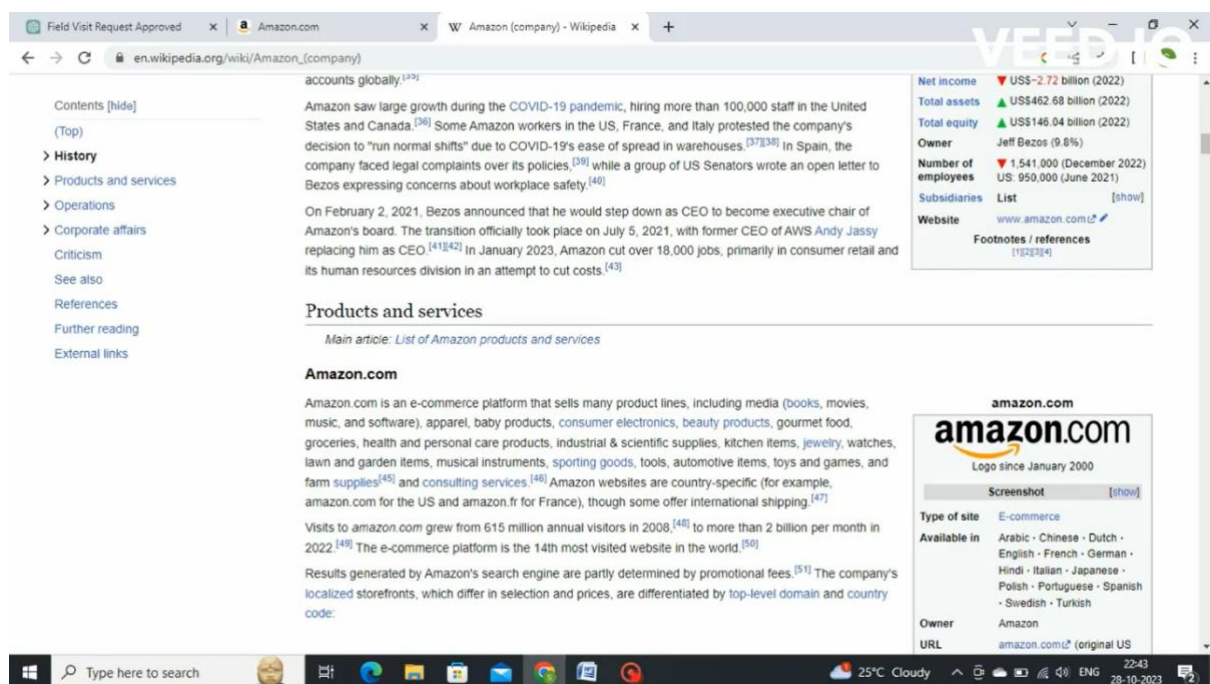 Field Visit Request Approved
Amazon.com
W Amazon (company) - Wikipedia
VEED.IO
en.wikipedia.org/wiki/Amazon_(company)
Contents [hide]
(Top)
History
Products and services
Operations
Corporate affairs
Criticism
See also
References
Further reading
External links
accounts globally.[35]
Amazon saw large growth during the COVID-19 pandemic, hiring more than 100,000 staff in the United
States and Canada.[36] Some Amazon workers in the US, France, and Italy protested the company's
decision to "run normal shifts" due to COVID-19's ease of spread in warehouses.[37][38] In Spain, the
company faced legal complaints over its policies,[39] while a group of US Senators wrote an open letter to
Bezos expressing concerns about workplace safety.[40]
On February 2, 2021, Bezos announced that he would step down as CEO to become executive chair of
Amazon's board. The transition officially took place on July 5, 2021, with former CEO of AWS Andy Jassy
replacing him as CEO.[41][42] In January 2023, Amazon cut over 18,000 jobs, primarily in consumer retail and
its human resources division in an attempt to cut costs.[43]
Products and services
Main article: List of Amazon products and services
Amazon.com
Amazon.com is an e-commerce platform that sells many product lines, including media (books, movies,
music, and software), apparel, baby products, consumer electronics, beauty products, gourmet food,
groceries, health and personal care products, industrial & scientific supplies, kitchen items, jewelry, watches,
lawn and garden items, musical instruments, sporting goods, tools, automotive items, toys and games, and
farm supplies[45] and consulting services.[46] Amazon websites are country-specific (for example,
amazon.com for the US and amazon.fr for France), though some offer international shipping.[47]
Visits to amazon.com grew from 615 million annual visitors in 2008,[48] to more than 2 billion per month in
2022.[49] The e-commerce platform is the 14th most visited website in the world.[50]
Results generated by Amazon's search engine are partly determined by promotional fees.[51] The company's
localized storefronts, which differ in selection and prices, are differentiated by top-level domain and country
code:
Net income ▼ US$−2.72 billion (2022)
Total assets ▲ US$462.68 billion (2022)
Total equity ▲ US$146.04 billion (2022)
Owner Jeff Bezos (9.8%)
Number of ▼ 1,541,000 (December 2022)
employees US: 950,000 (June 2021)
Subsidiaries List [show]
Website www.amazon.com
Footnotes / references
[1][2][3][4]
amazon.com
amazon.com
Logo since January 2000
Screenshot [show]
Type of site E-commerce
Available in Arabic · Chinese · Dutch ·
English · French · German ·
Hindi · Italian · Japanese ·
Polish · Portuguese · Spanish
· Swedish · Turkish
Owner Amazon
URL amazon.com (original US
Type here to search
25°C Cloudy
ENG
22:43
28-10-2023
2